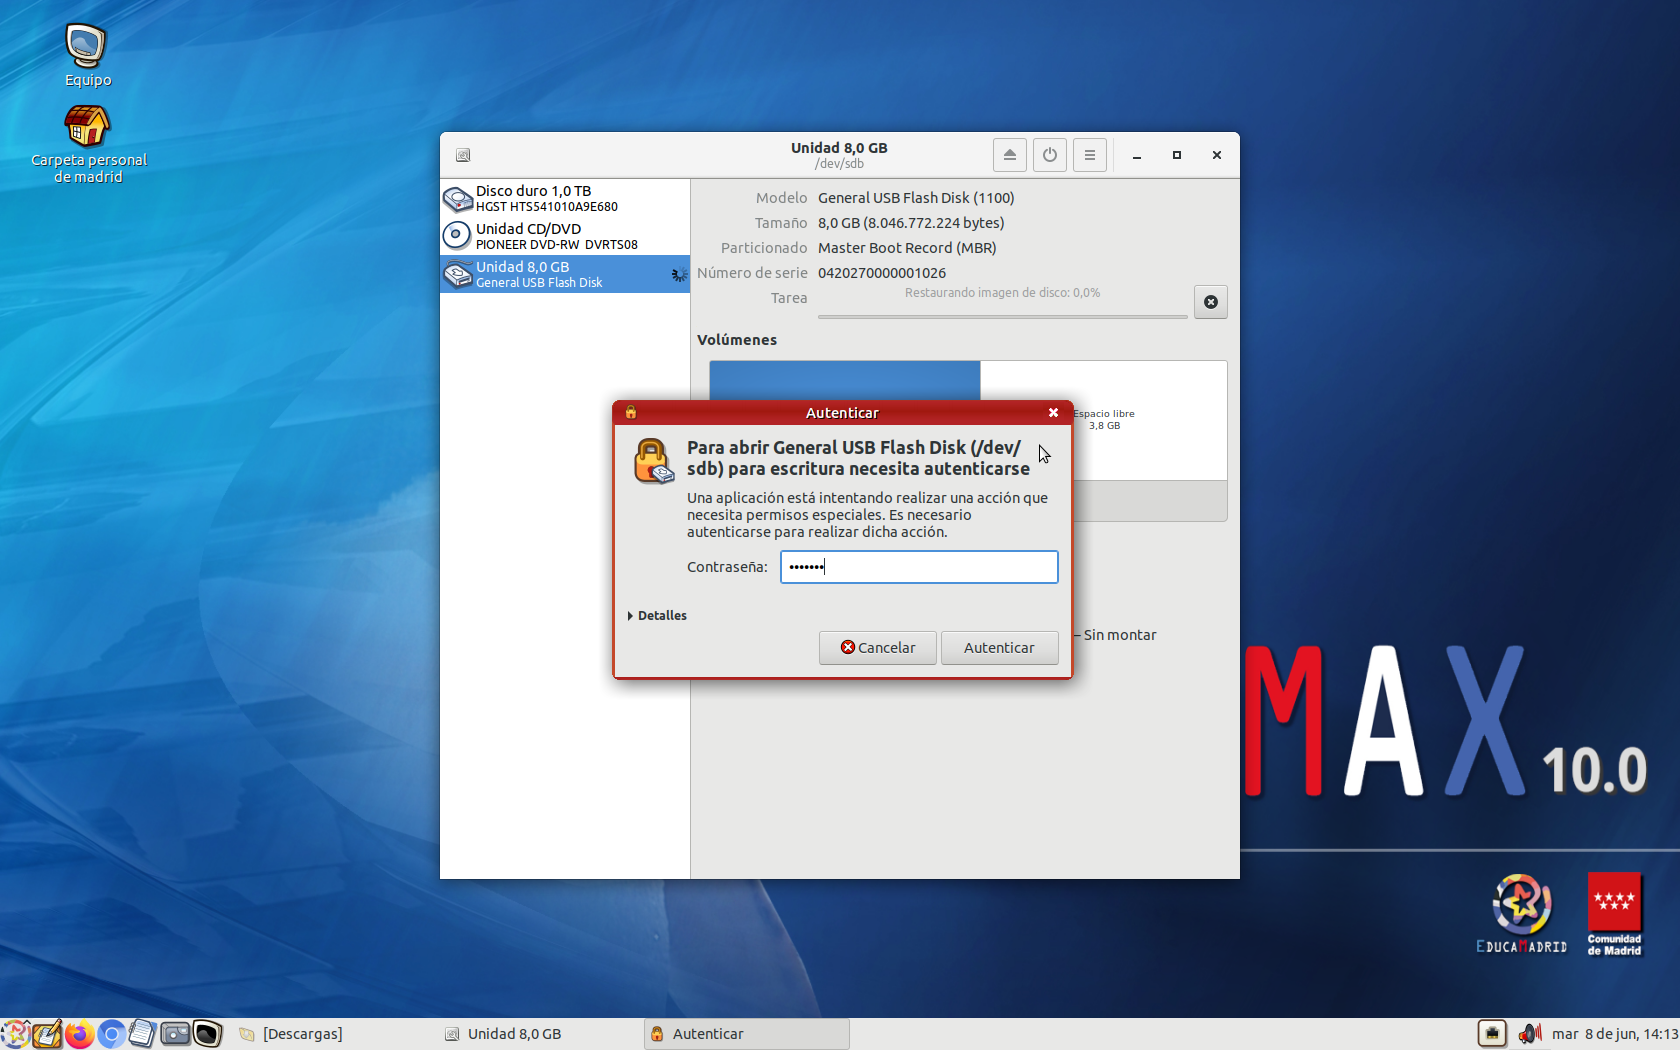 Equipo
Carpeta personal
de madrid
Unidad 8,0 GB
/dev/sdb
Disco duro 1,0 TB
HGST HTS541010A9E680
Unidad CD/DVD
PIONEER DVD-RW  DVRTS08
Unidad 8,0 GB
General USB Flash Disk
Modelo General USB Flash Disk (1100)
Tamaño 8,0 GB (8.046.772.224 bytes)
Particionado Master Boot Record (MBR)
Número de serie 0420270000001026
Tarea Restaurando imagen de disco: 0,0%
Volúmenes
Espacio libre
3,8 GB
Autenticar
Para abrir General USB Flash Disk (/dev/
sdb) para escritura necesita autenticarse
Una aplicación está intentando realizar una acción que
necesita permisos especiales. Es necesario
autenticarse para realizar dicha acción.
Contraseña: •••••••
Detalles
Cancelar Autenticar
– Sin montar
MAX 10.0
EDUCAMADRID
Comunidad
de Madrid
[Descargas] Unidad 8,0 GB Autenticar mar 8 de jun, 14:13